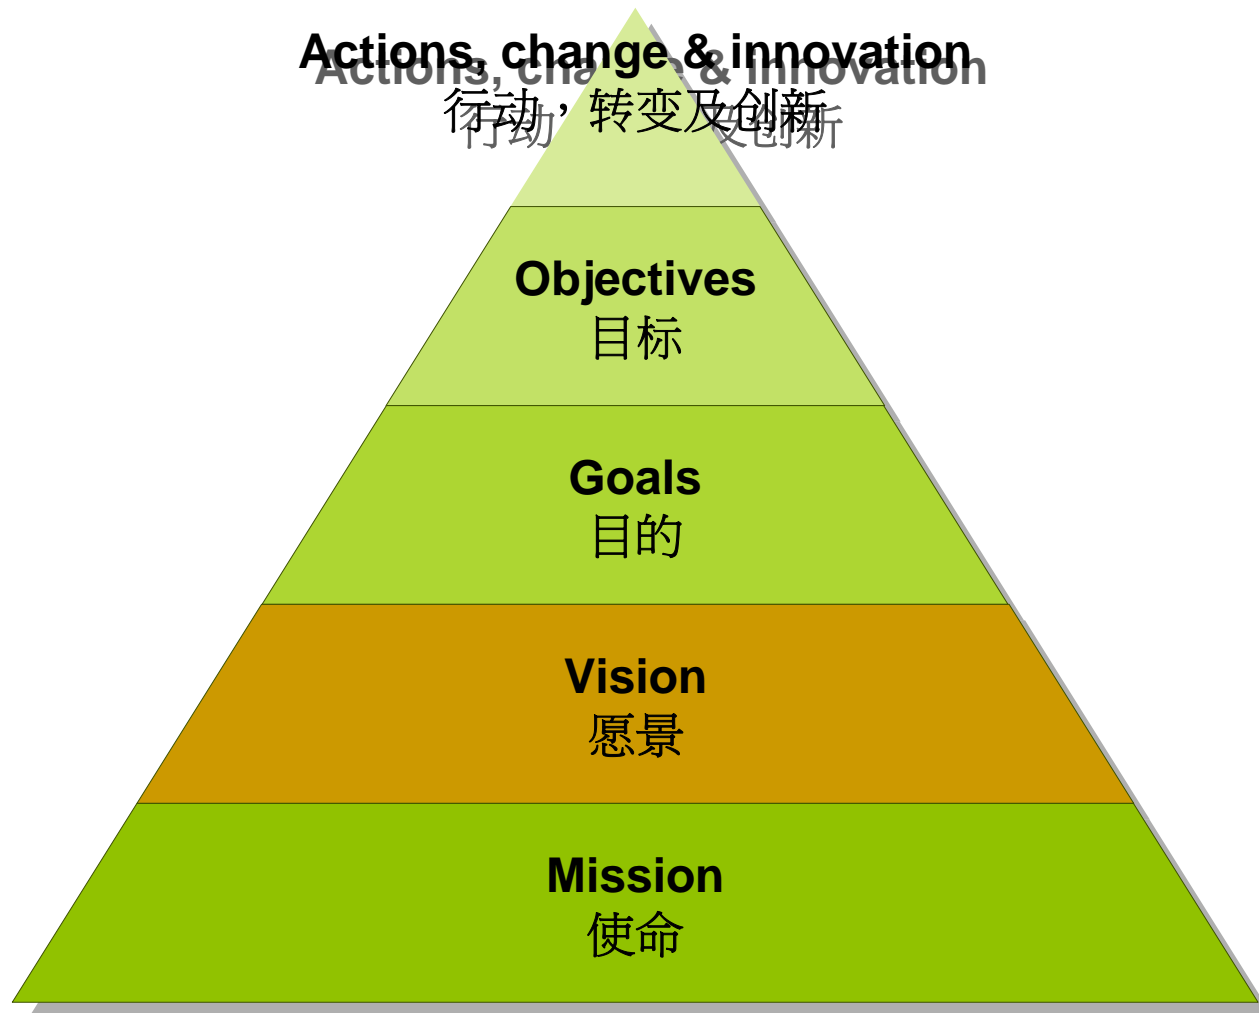 Actions, change & innovation
行动，转变及创新
Objectives
目标
Goals
目的
Vision
愿景
Mission
使命